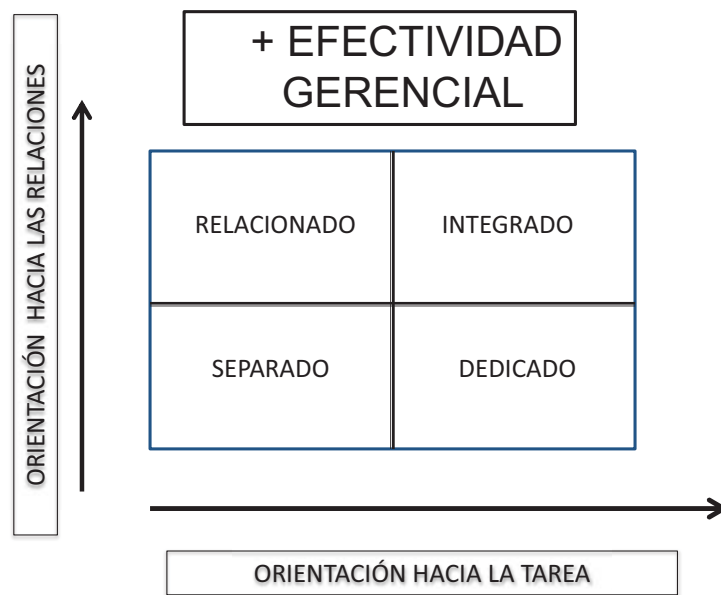 + EFECTIVIDAD
GERENCIAL
ORIENTACIÓN HACIA LAS RELACIONES
RELACIONADO
INTEGRADO
SEPARADO
DEDICADO
ORIENTACIÓN HACIA LA TAREA